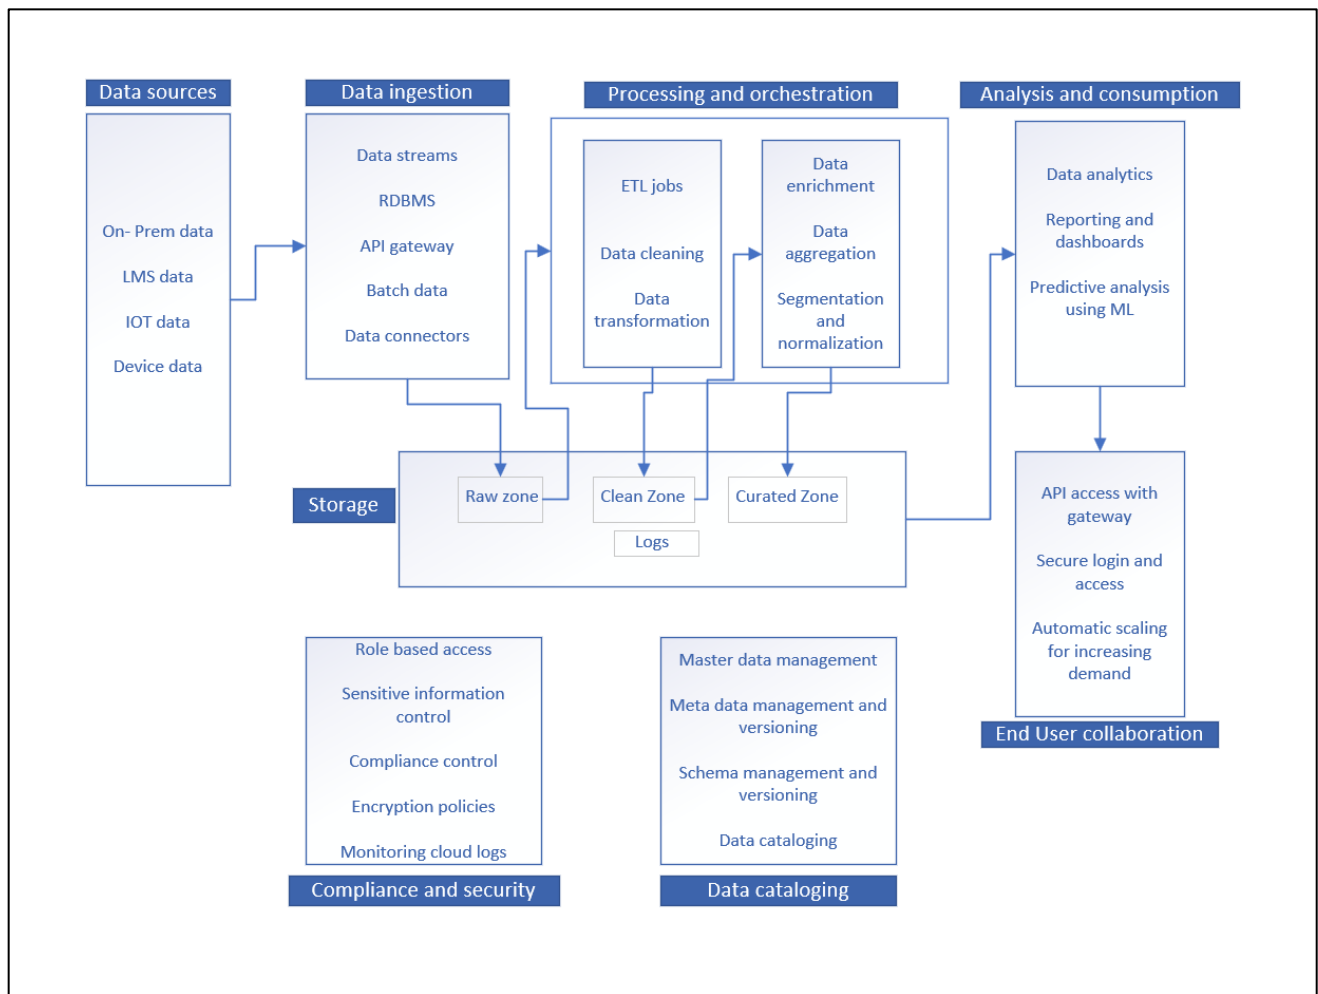 Data sources
On- Prem data
LMS data
IOT data
Device data
Data ingestion
Data streams
RDBMS
API gateway
Batch data
Data connectors
Processing and orchestration
ETL jobs
Data cleaning
Data
transformation
Data
enrichment
Data
aggregation
Segmentation
and
normalization
Analysis and consumption
Data analytics
Reporting and
dashboards
Predictive analysis
using ML
Storage
Raw zone
Clean Zone
Curated Zone
Logs
API access with
gateway
Secure login and
access
Automatic scaling
for increasing
demand
End User collaboration
Role based access
Sensitive information
control
Compliance control
Encryption policies
Monitoring cloud logs
Compliance and security
Master data management
Meta data management and
versioning
Schema management and
versioning
Data cataloging
Data cataloging